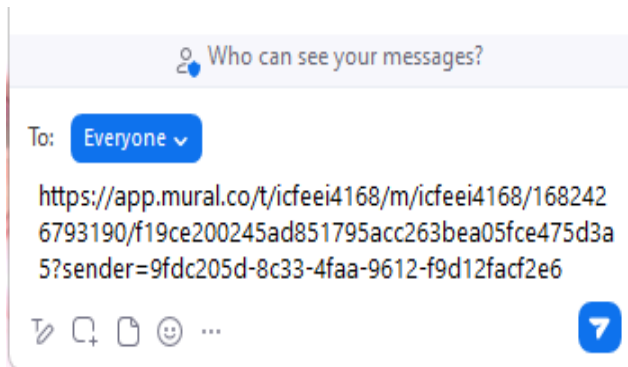 Who can see your messages?
To: Everyone
https://app.mural.co/t/icfeei4168/m/icfeei4168/168242
6793190/f19ce200245ad851795acc263bea05fce475d3a
5?sender=9fdc205d-8c33-4faa-9612-f9d12facf2e6